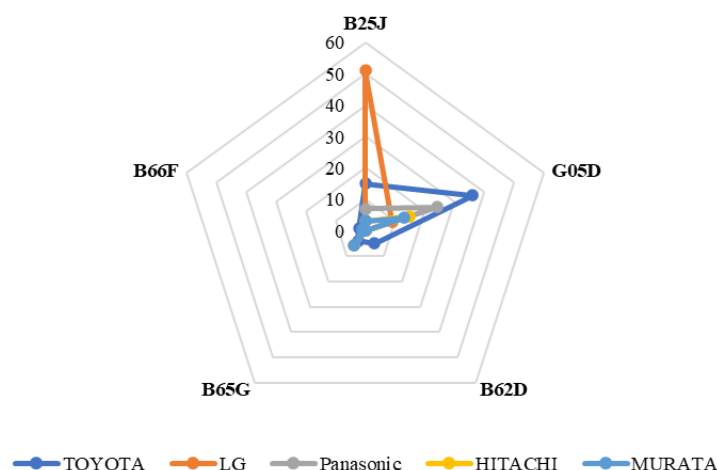 B25J
60
50
40
30
20
10
0
B66F
G05D
B65G
B62D
TOYOTA LG Panasonic HITACHI MURATA